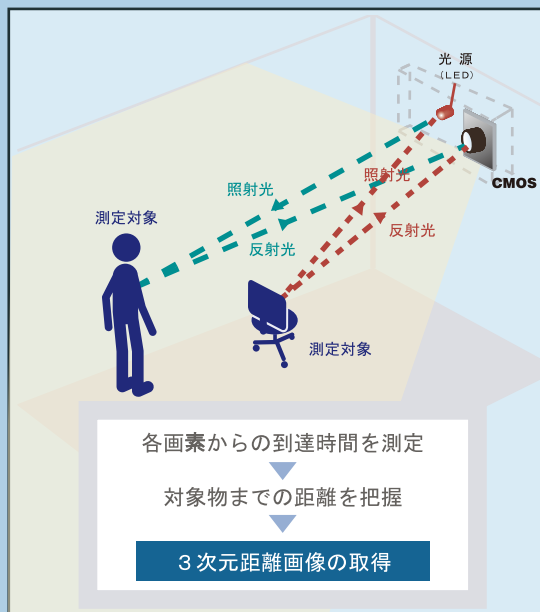 光 源
(LED)
照射光
CMOS
照射光
測定対象
反射光
反射光
測定対象
各画素からの到達時間を測定
対象物までの距離を把握
3次元距離画像の取得